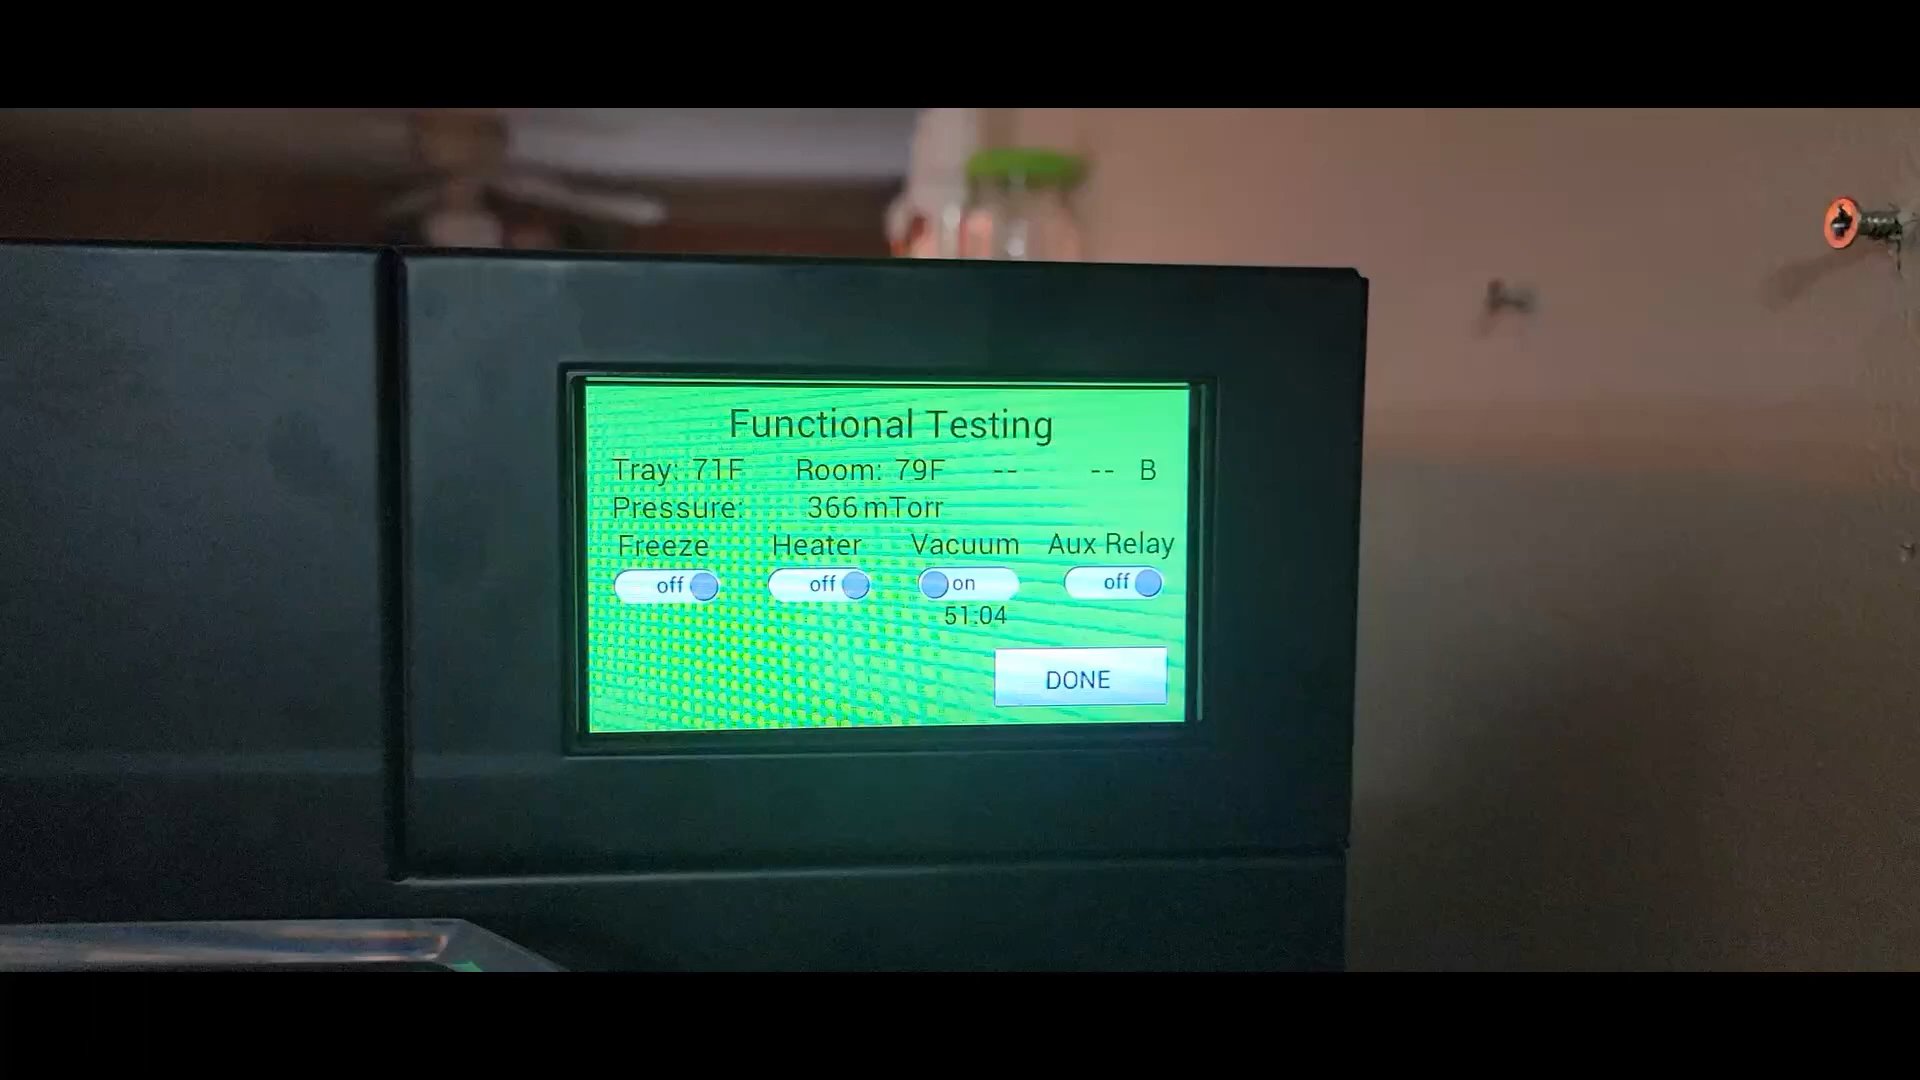 Functional Testing
Tray: 71F Room: 79F -- -- B
Pressure: 366 mTorr
Freeze Heater Vacuum Aux Relay
off off on off
51:04
DONE